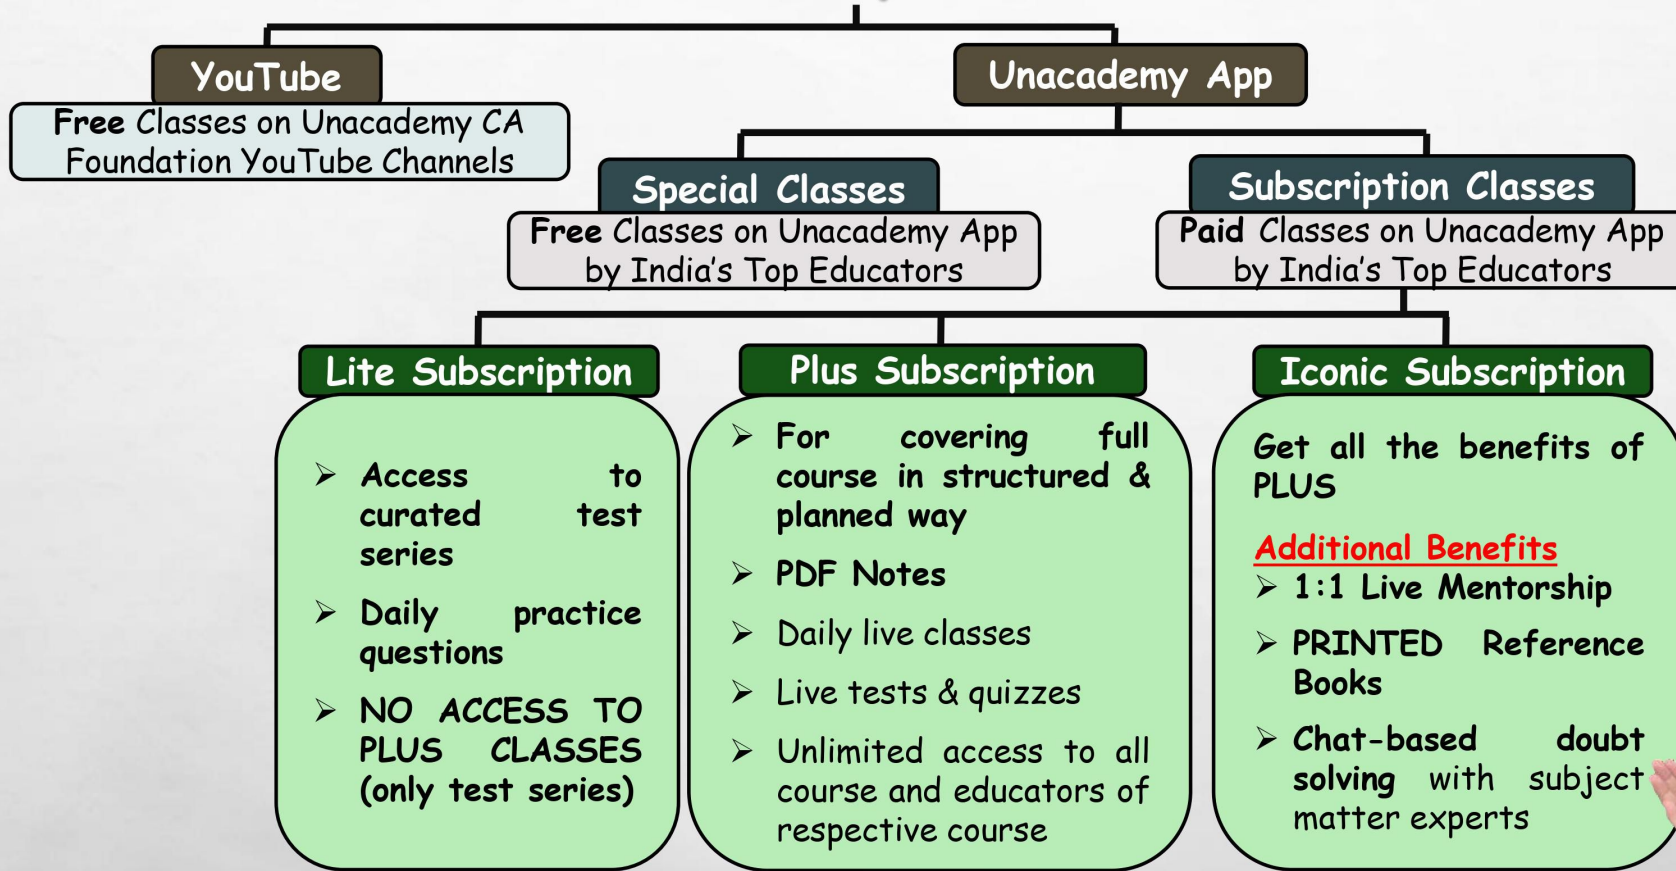 YouTube
Free Classes on Unacademy CA
Foundation YouTube Channels
Unacademy App
Special Classes
Free Classes on Unacademy App
by India's Top Educators
Subscription Classes
Paid Classes on Unacademy App
by India's Top Educators
Lite Subscription
➢ Access to
curated test
series
➢ Daily practice
questions
➢ NO ACCESS TO
PLUS CLASSES
(only test series)
Plus Subscription
➢ For covering full
course in structured &
planned way
➢ PDF Notes
➢ Daily live classes
➢ Live tests & quizzes
➢ Unlimited access to all
course and educators of
respective course
Iconic Subscription
Get all the benefits of
PLUS
Additional Benefits
➢ 1:1 Live Mentorship
➢ PRINTED Reference
Books
➢ Chat-based doubt
solving with subject
matter experts